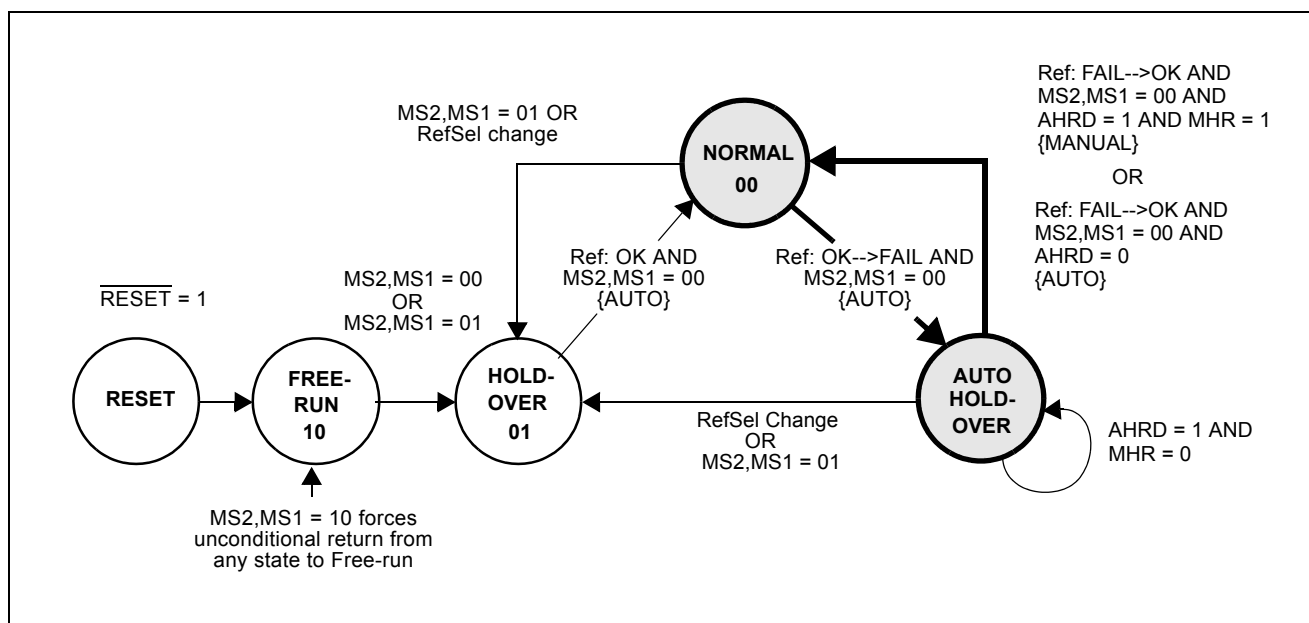 Ref: FAIL-->OK AND
MS2,MS1 = 00 AND
AHRD = 1 AND MHR = 1
{MANUAL}
OR
Ref: FAIL-->OK AND
MS2,MS1 = 00 AND
AHRD = 0
{AUTO}
MS2,MS1 = 01 OR
RefSel change
NORMAL
00
Ref: OK AND
MS2,MS1 = 00
{AUTO}
Ref: OK-->FAIL AND
MS2,MS1 = 00
{AUTO}
RESET = 1
MS2,MS1 = 00
OR
MS2,MS1 = 01
RESET
FREE-
RUN
10
HOLD-
OVER
01
AUTO
HOLD-
OVER
RefSel Change
OR
MS2,MS1 = 01
AHRD = 1 AND
MHR = 0
MS2,MS1 = 10 forces
unconditional return from
any state to Free-run